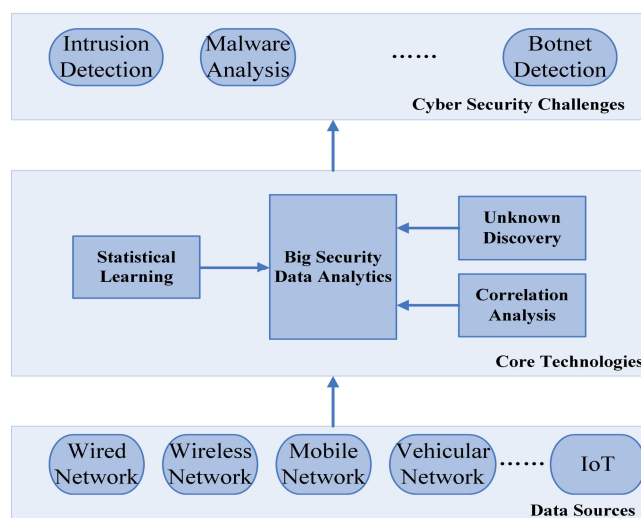 Intrusion
Detection
Malware
Analysis
……
Botnet
Detection
Cyber Security Challenges
Statistical
Learning
Big Security
Data Analytics
Unknown
Discovery
Correlation
Analysis
Core Technologies
Wired
Network
Wireless
Network
Mobile
Network
Vehicular
Network
……
IoT
Data Sources